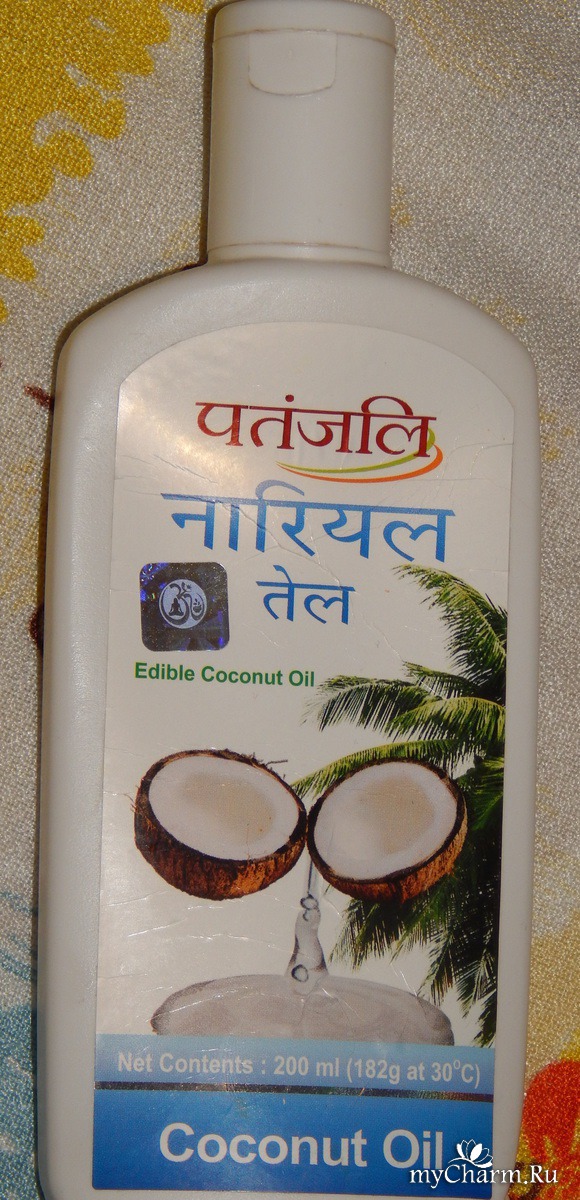 पतंजलि
नारियल
तेल
Edible Coconut Oil
Net Contents : 200 ml (182g at 30°C)
Coconut Oil
myCharm.Ru